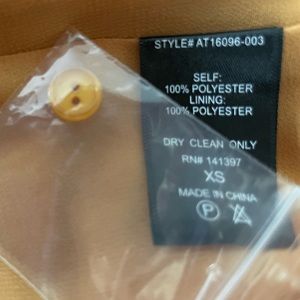 STYLE# AT16096-003
SELF:
100% POLYESTER
LINING:
100% POLYESTER
DRY CLEAN ONLY
RN# 141397
XS
MADE IN CHINA
P